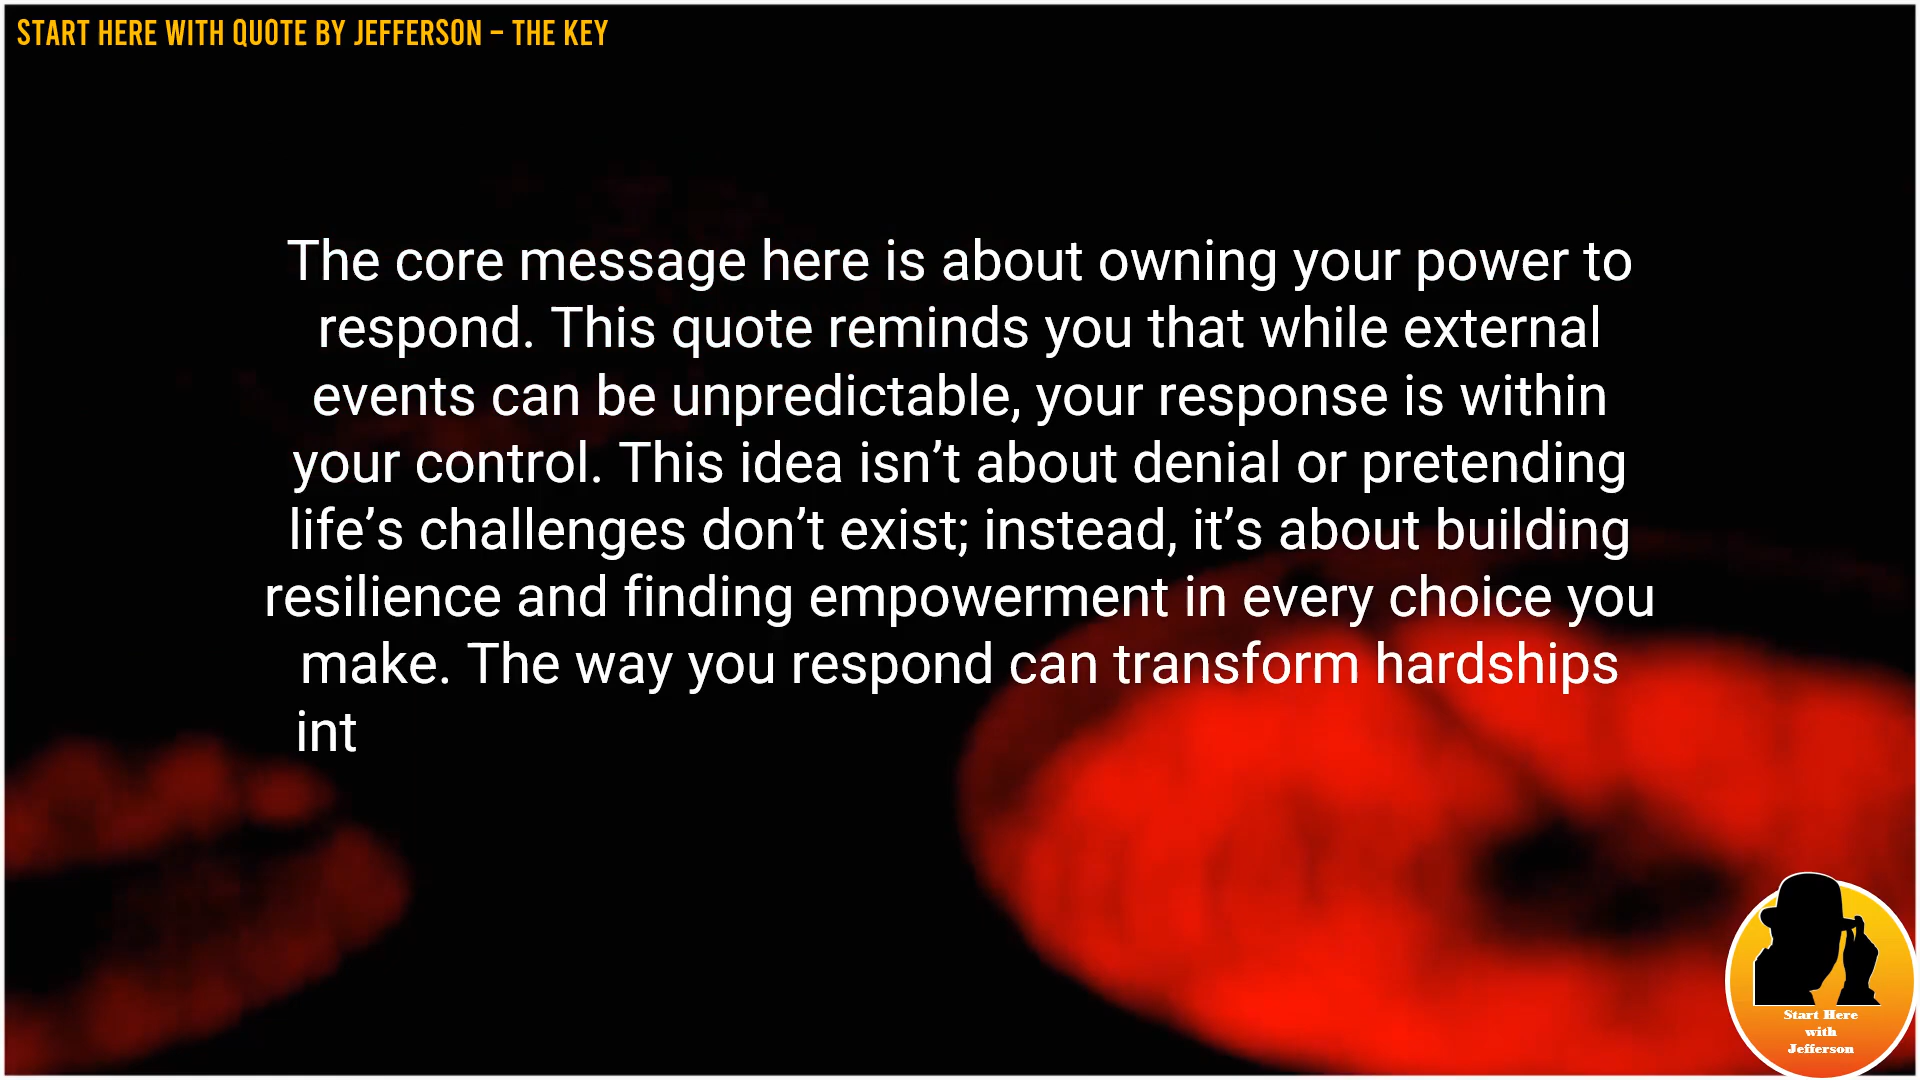 START HERE WITH QUOTE BY JEFFERSON – THE KEY
The core message here is about owning your power to
respond. This quote reminds you that while external
events can be unpredictable, your response is within
your control. This idea isn’t about denial or pretending
life’s challenges don’t exist; instead, it’s about building
resilience and finding empowerment in every choice you
make. The way you respond can transform hardships
int
Start Here
with
Jefferson